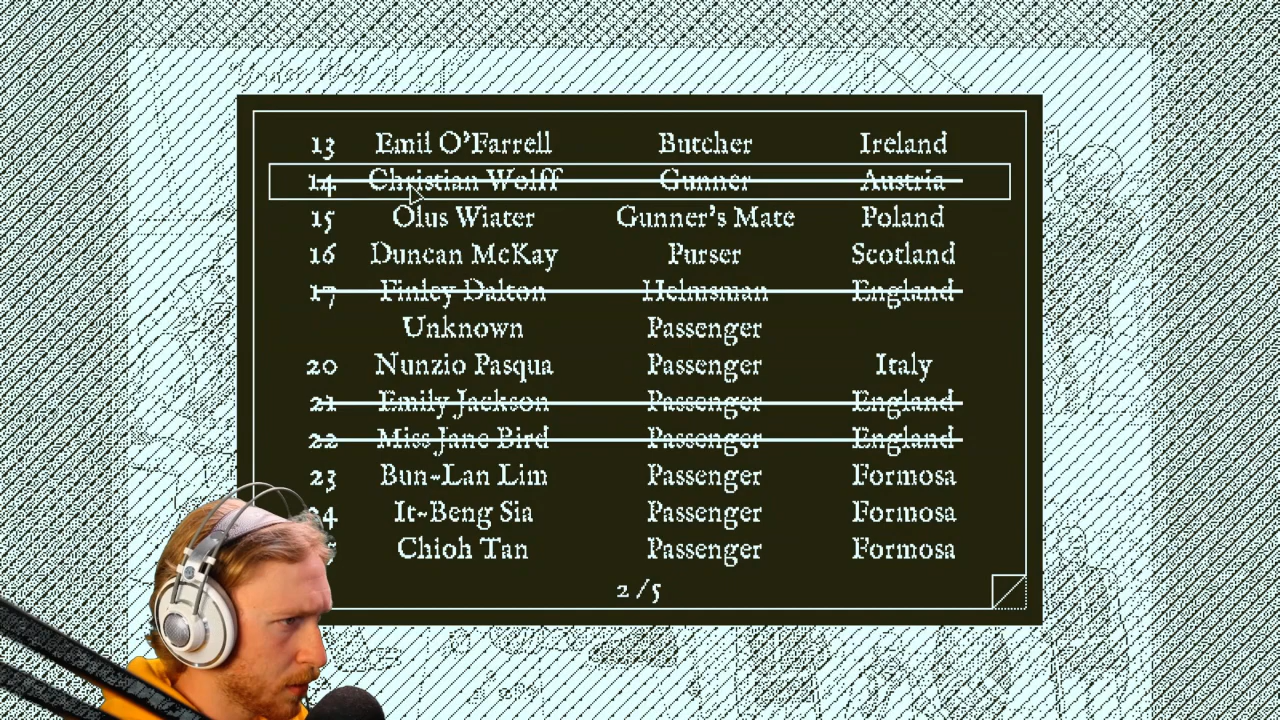 13 Emil O'Farrell Butcher Ireland
14 Christian Wolff Gunner Austria
15 Olus Wiater Gunner's Mate Poland
16 Duncan McKay Purser Scotland
17 Finley Dalton Helmsman England
Unknown Passenger
20 Nunzio Pasqua Passenger Italy
21 Emily Jackson Passenger England
22 Miss Jane Bird Passenger England
23 Bun-Lan Lim Passenger Formosa
It-Beng Sia Passenger Formosa
Chioh Tan Passenger Formosa
2/5